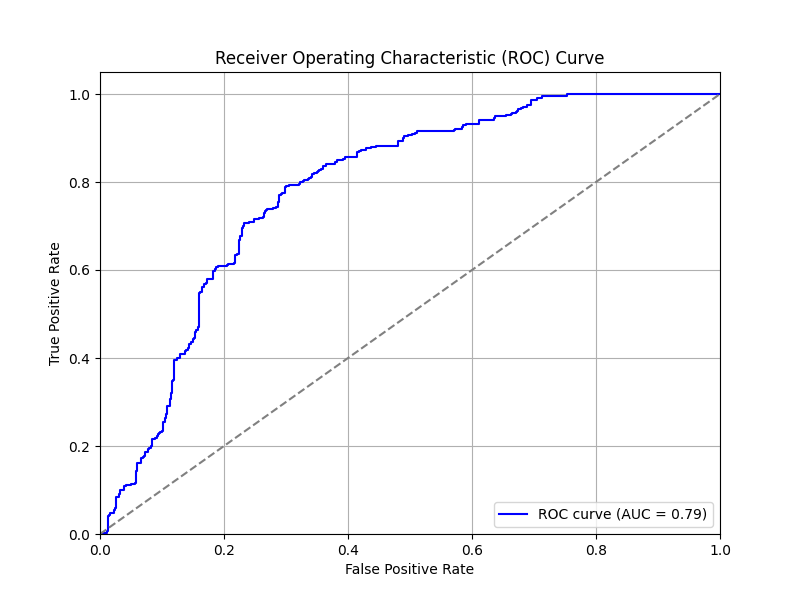 Receiver Operating Characteristic (ROC) Curve
True Positive Rate
1.0
0.8
0.6
0.4
0.2
0.0
0.0 0.2 0.4 0.6 0.8 1.0
False Positive Rate
ROC curve (AUC = 0.79)